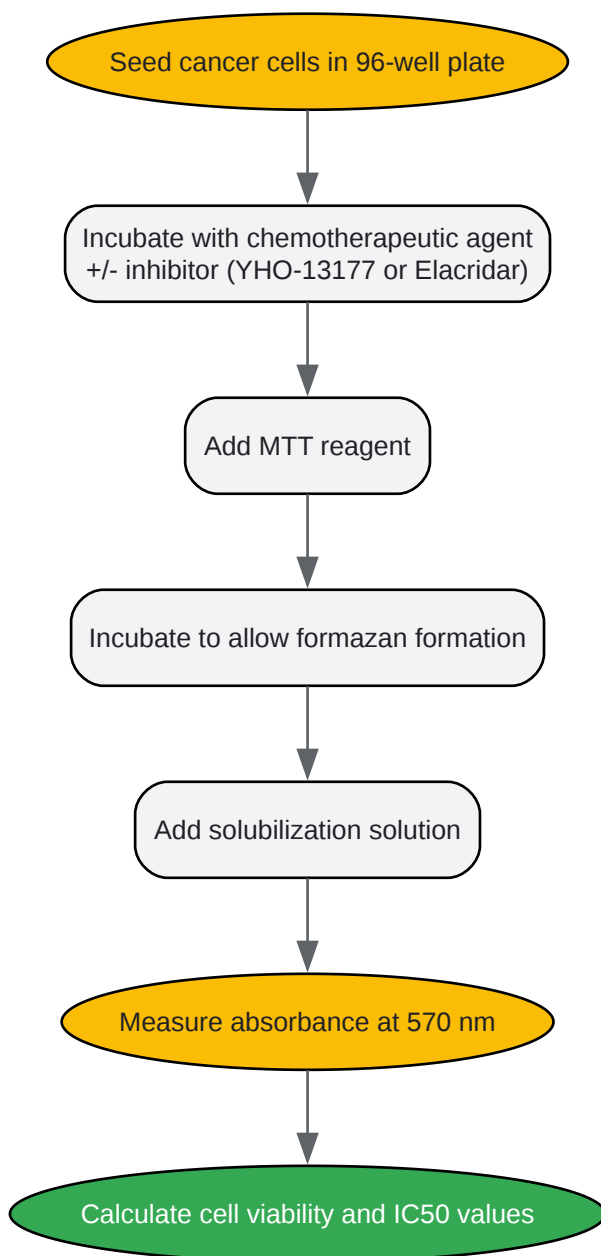 Seed cancer cells in 96-well plate
Incubate with chemotherapeutic agent
+/- inhibitor (YHO-13177 or Elacridar)
Add MTT reagent
Incubate to allow formazan formation
Add solubilization solution
Measure absorbance at 570 nm
Calculate cell viability and IC50 values